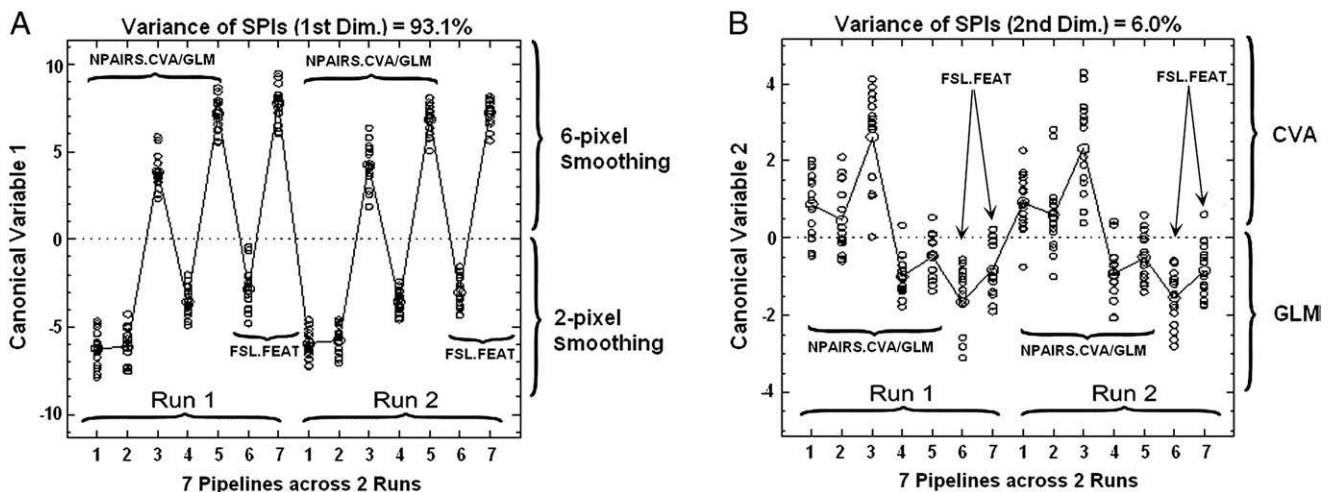 A
Variance of SPIs (1st Dim.) = 93.1%
NPAIRS.CVA/GLM
NPAIRS.CVA/GLM
10
5
0
-5
-10
Canonical Variable 1
6-pixel
Smoothing
2-pixel
Smoothing
FSL.FEAT
FSL.FEAT
Run 1
Run 2
1 2 3 4 5 6 7 1 2 3 4 5 6 7
7 Pipelines across 2 Runs
B
Variance of SPIs (2nd Dim.) = 6.0%
FSL.FEAT
FSL.FEAT
4
2
0
-2
-4
Canonical Variable 2
CVA
GLM
NPAIRS.CVA/GLM
NPAIRS.CVA/GLM
Run 1
Run 2
1 2 3 4 5 6 7 1 2 3 4 5 6 7
7 Pipelines across 2 Runs